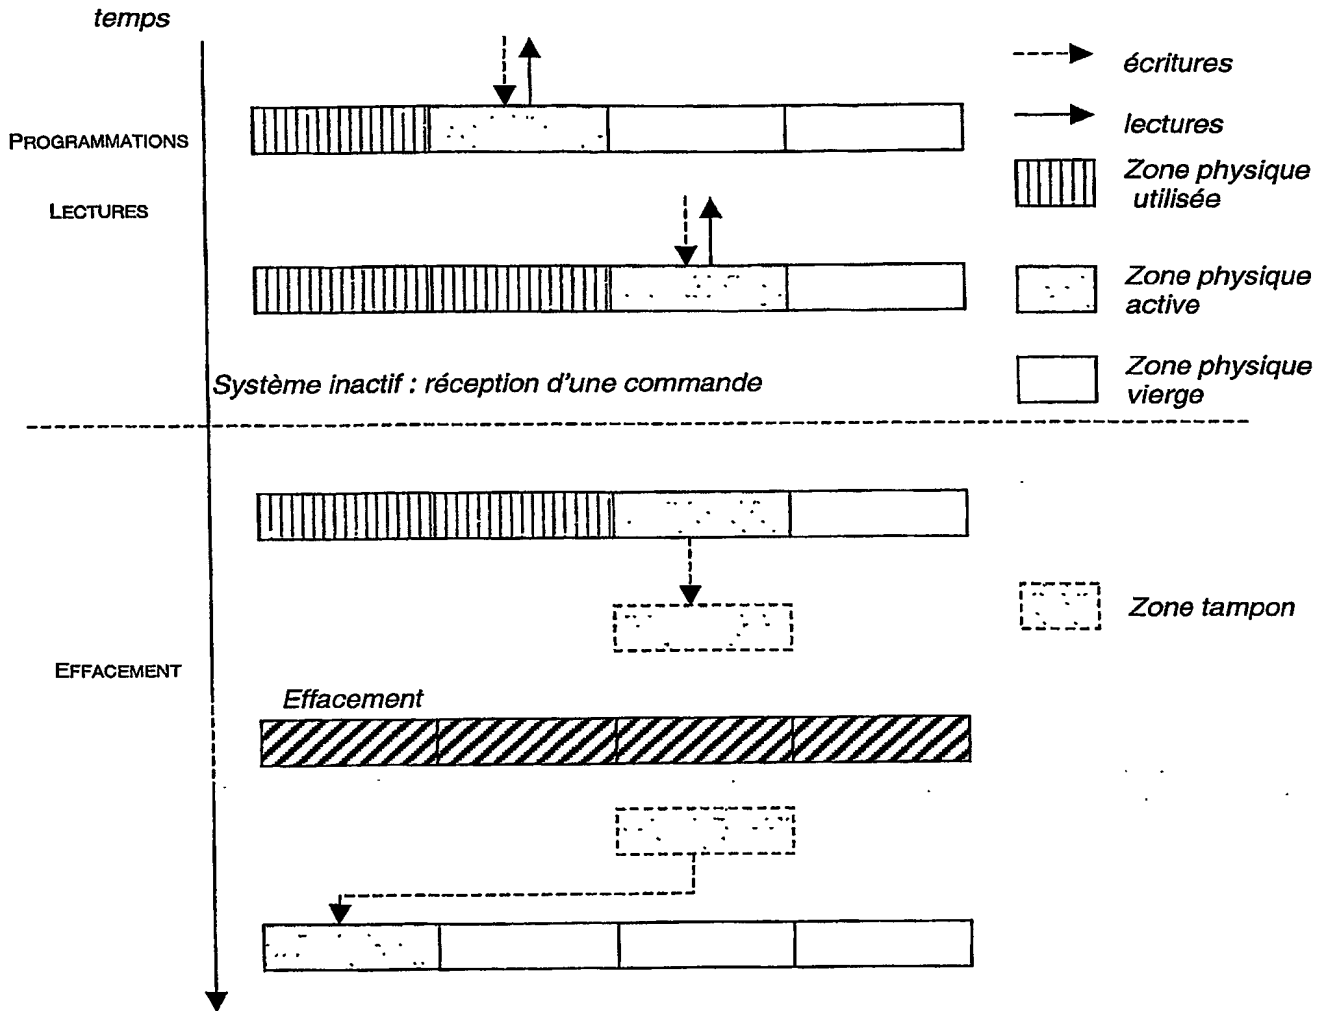 temps
écritures
PROGRAMMATIONS
lectures
Zone physique
utilisée
LECTURES
Zone physique
active
Zone physique
vierge
Système inactif : réception d'une commande
Zone tampon
EFFACEMENT
Effacement